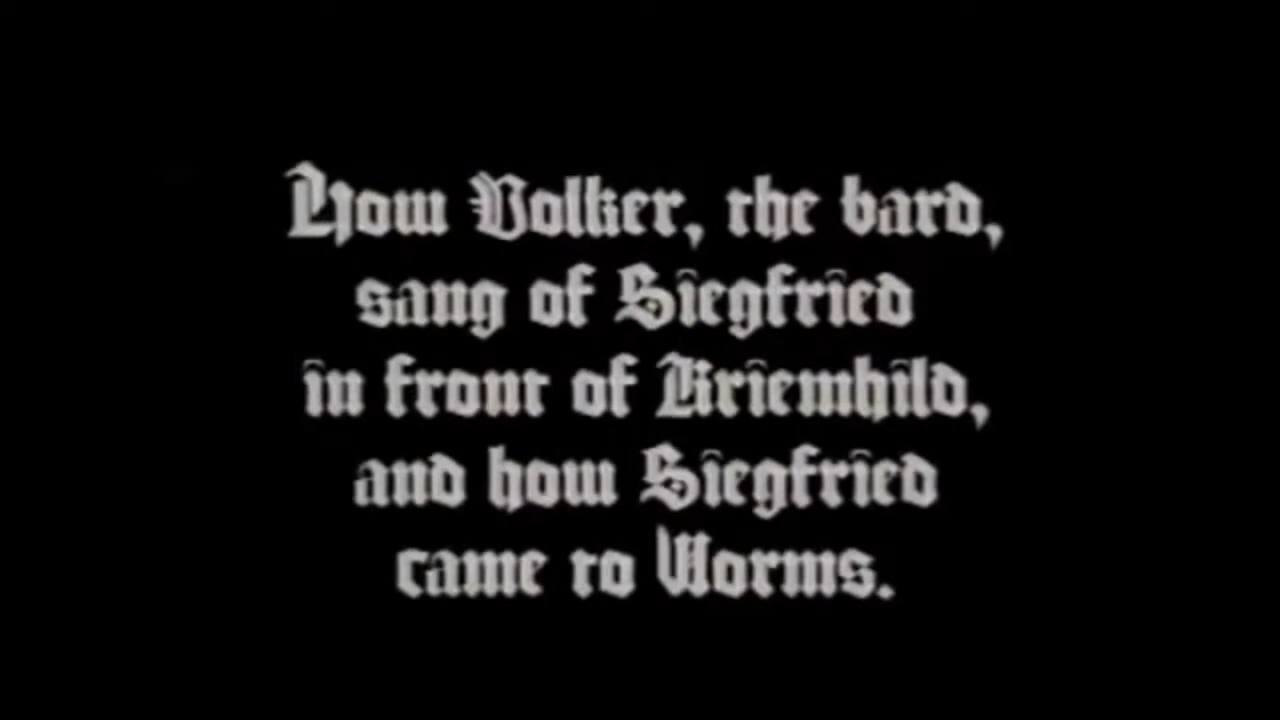 How Volker, the bard,
sang of Siegfried
in front of Kriemhild,
and how Siegfried
came to Worms.